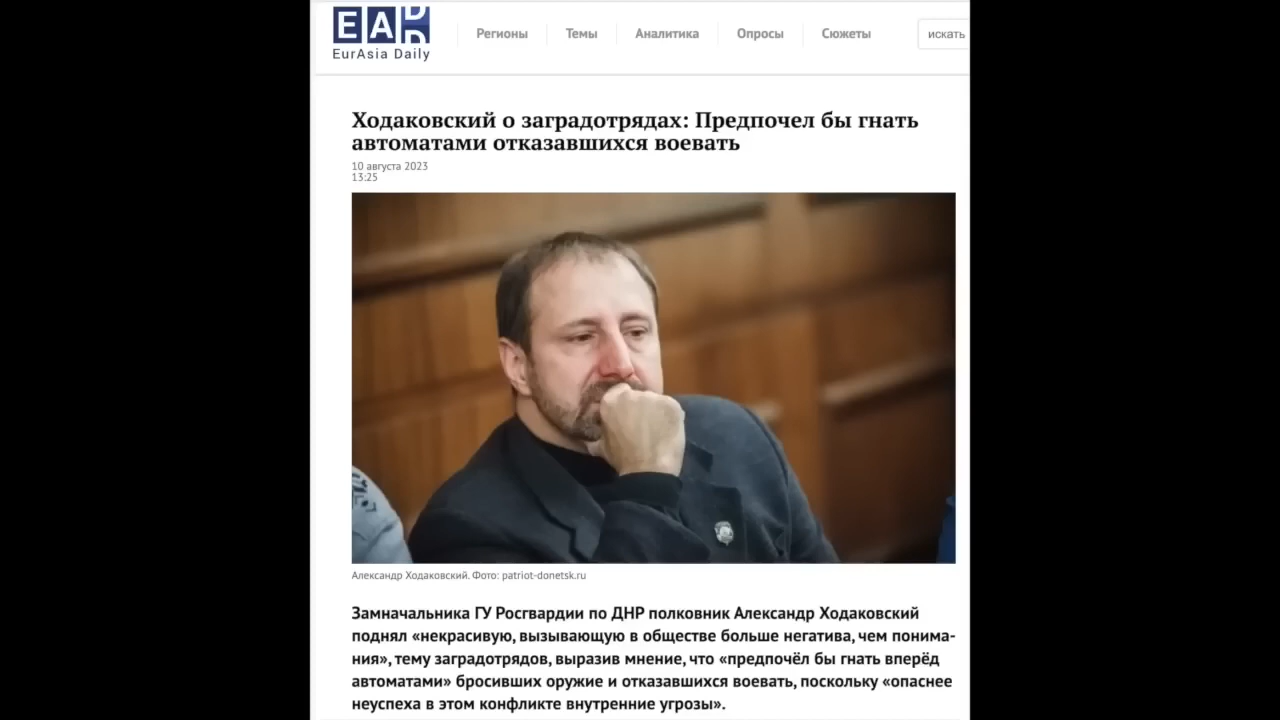 EAD
EurAsia Daily
Регионы
Темы
Аналитика
Опросы
Сюжеты
искать
Ходаковский о заградотрядах: Предпочел бы гнать
автоматами отказавшихся воевать
10 августа 2023
13:25
Александр Ходаковский. Фото: patriot-donetsk.ru
Замначальника ГУ Росгвардии по ДНР полковник Александр Ходаковский
поднял «некрасивую, вызывающую в обществе больше негатива, чем понима-
ния», тему заградотрядов, выразив мнение, что «предпочёл бы гнать вперёд
автоматами» бросивших оружие и отказавшихся воевать, поскольку «опаснее
неуспеха в этом конфликте внутренние угрозы».